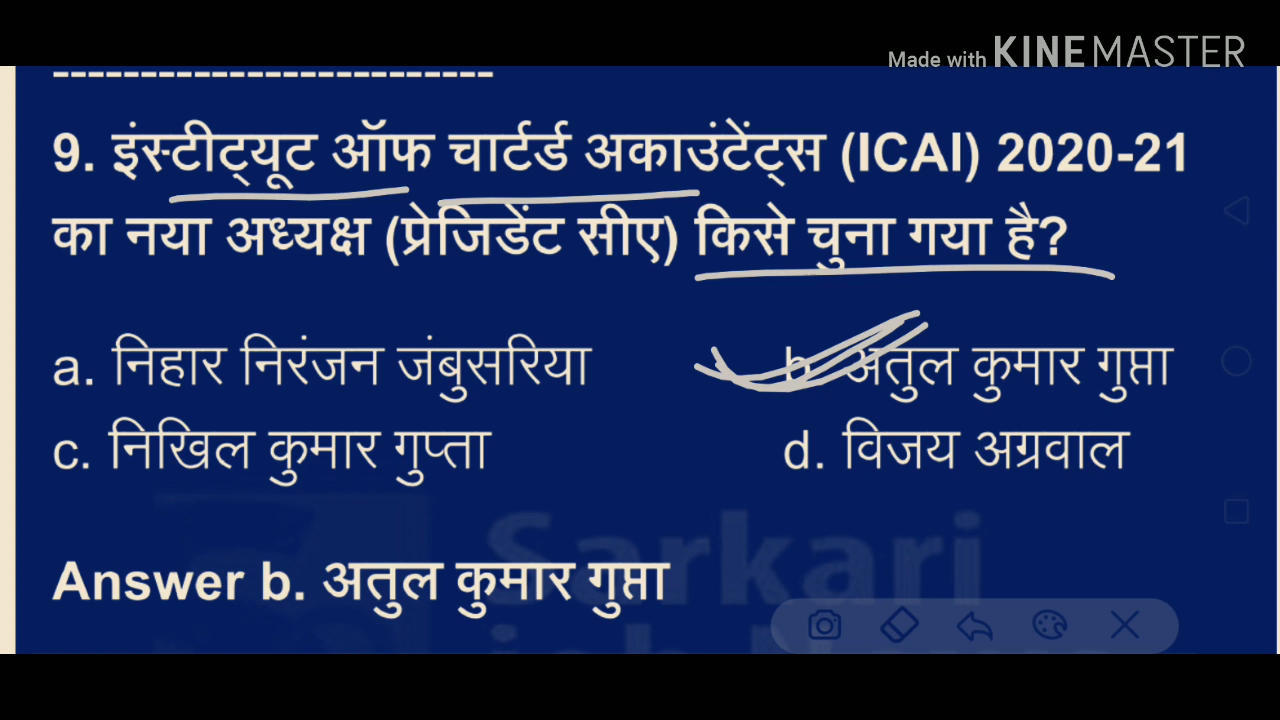 Made with KINEMASTER
------------------------
9. इंस्टीट्यूट ऑफ चार्टर्ड अकाउंटेंट्स (ICAI) 2020-21
का नया अध्यक्ष (प्रेजिडेंट सीए) किसे चुना गया है?
a. निहार निरंजन जंबुसरिया b. अतुल कुमार गुप्ता
c. निखिल कुमार गुप्ता d. विजय अग्रवाल
Sarkari
Answer b. अतुल कुमार गुप्ता